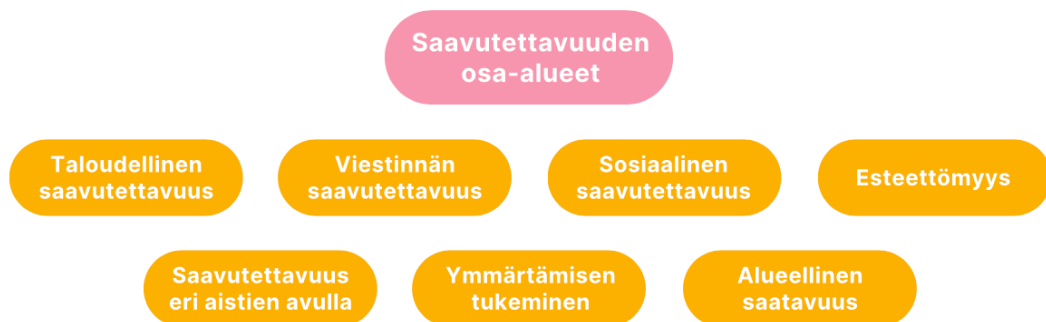 Saavutettavuuden
osa-alueet
Taloudellinen
saavutettavuus
Viestinnän
saavutettavuus
Sosiaalinen
saavutettavuus
Esteettömyys
Saavutettavuus
eri aistien avulla
Ymmärtämisen
tukeminen
Alueellinen
saatavuus